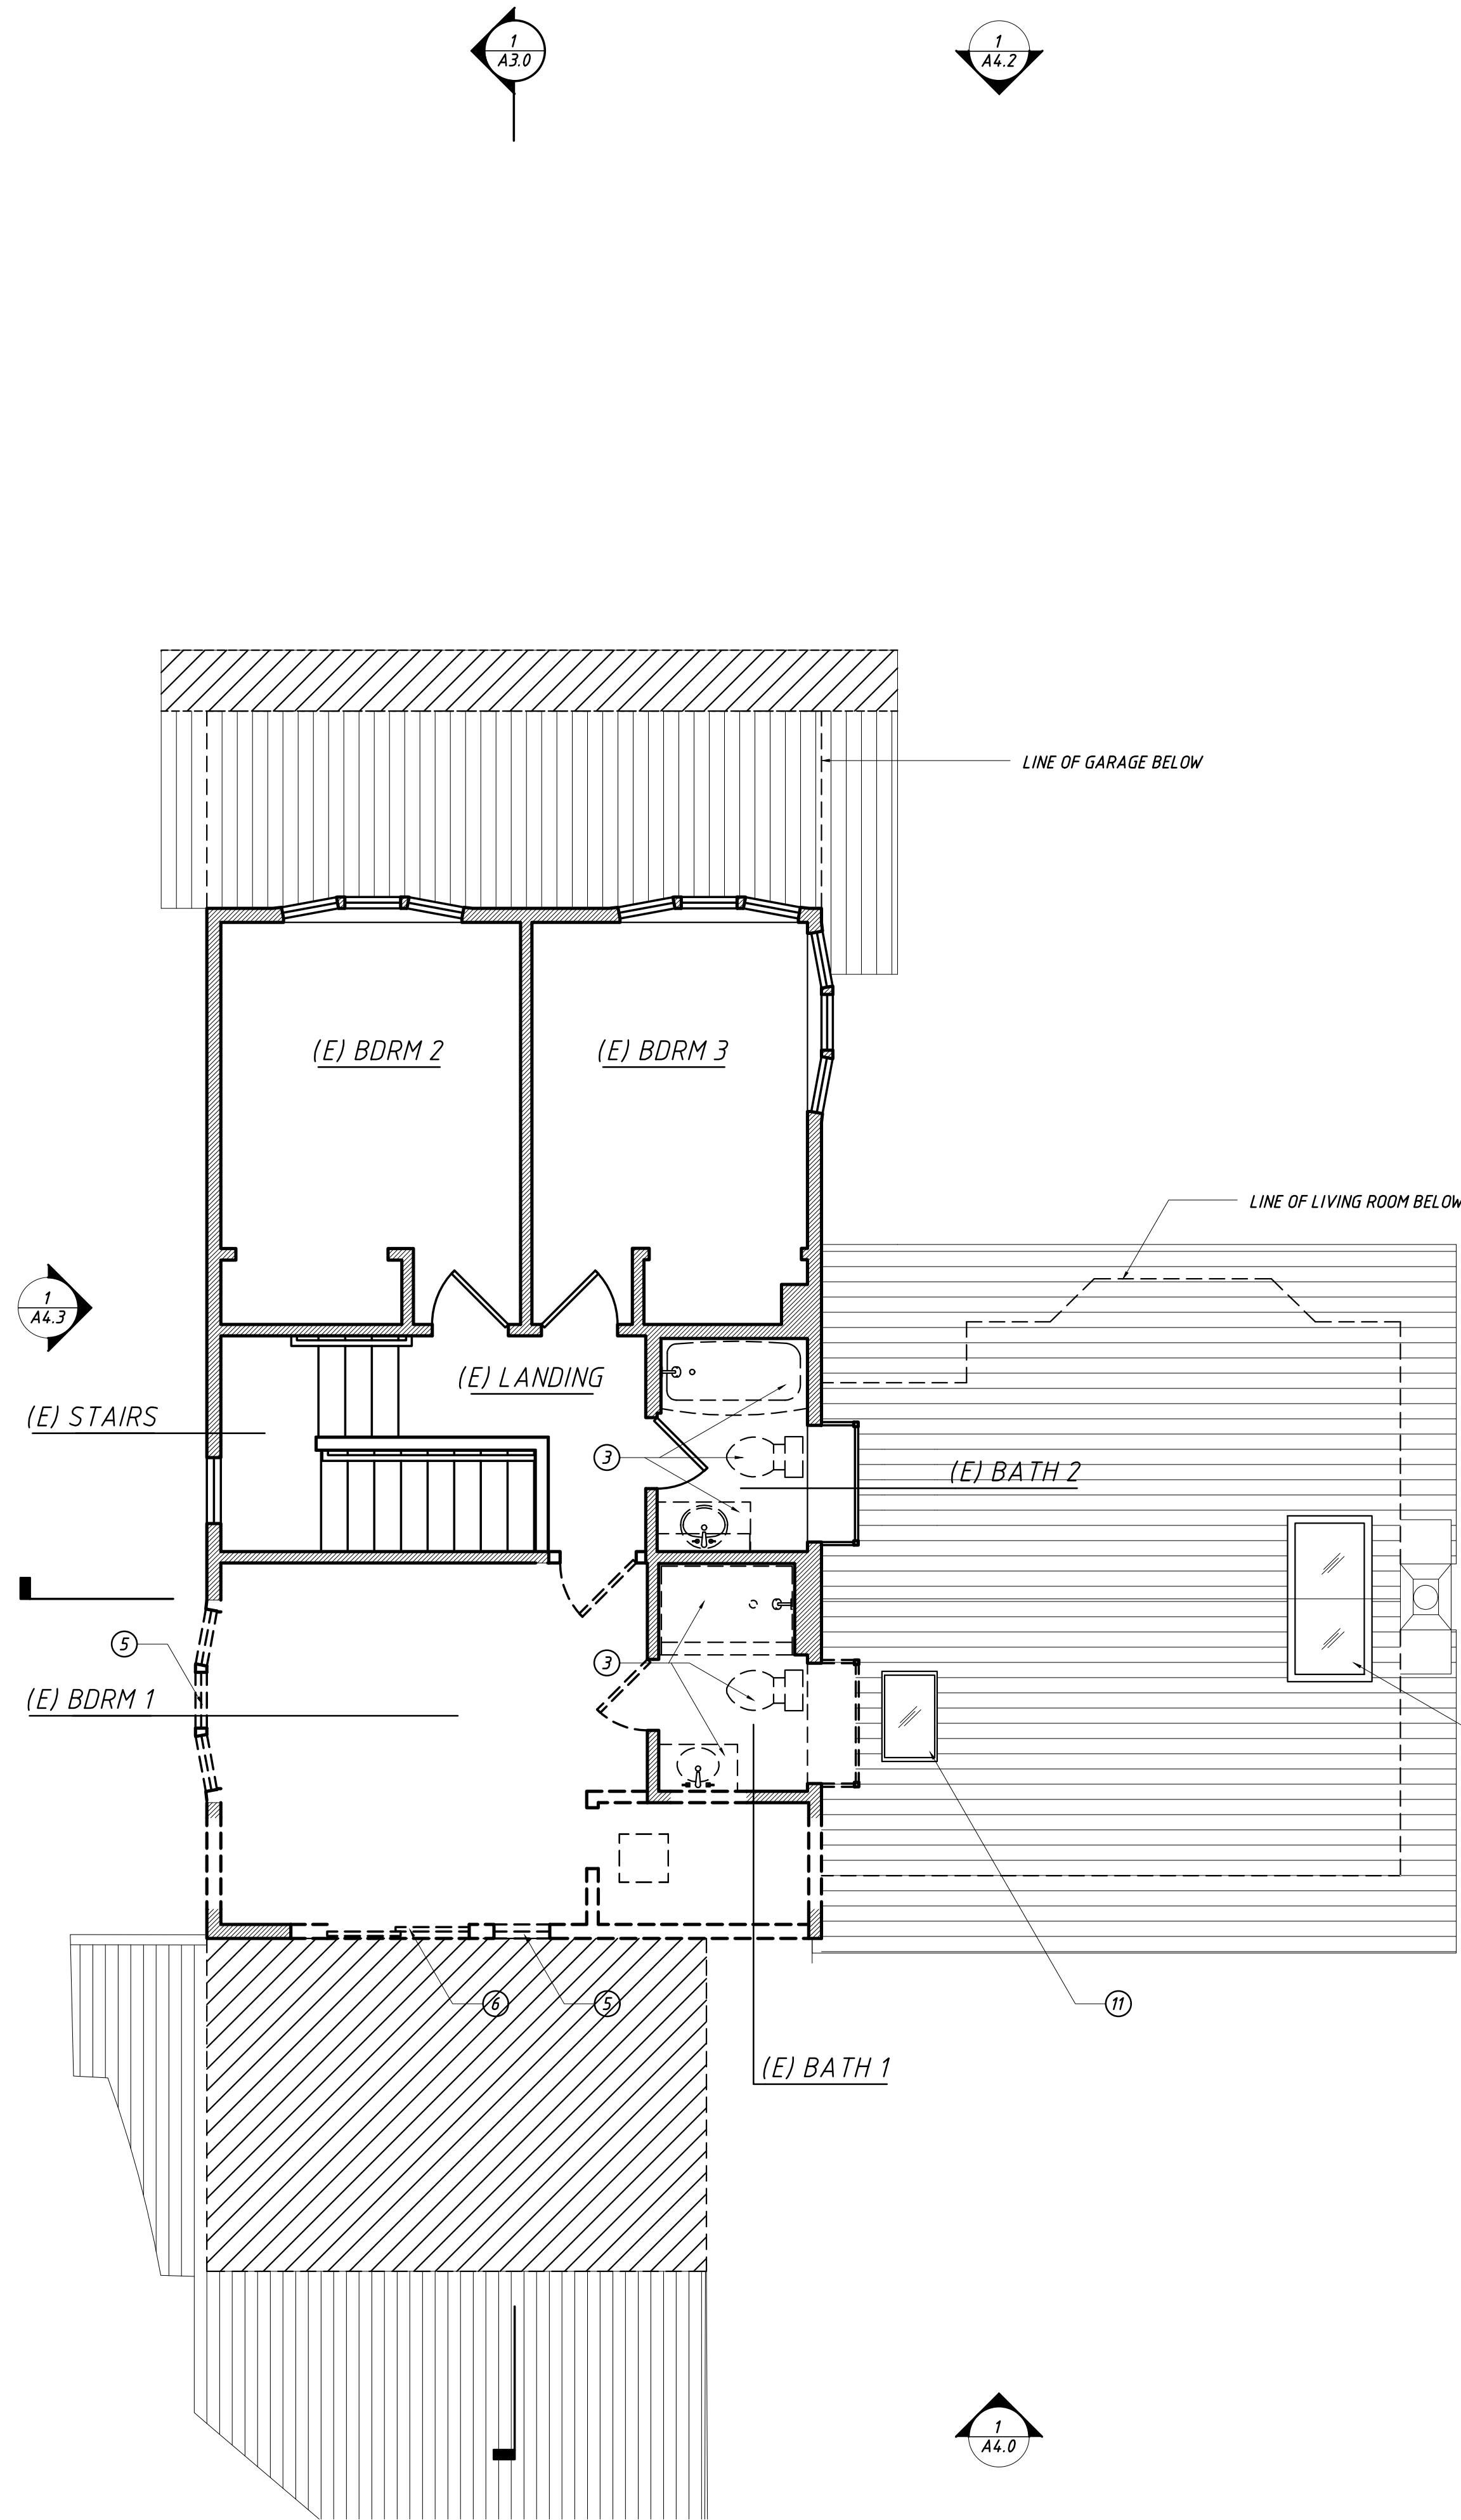 1
A3.0
1
A4.2
LINE OF GARAGE BELOW
(E) BDRM 2
(E) BDRM 3
LINE OF LIVING ROOM BELOW
1
A4.3
(E) LANDING
(E) STAIRS
3
(E) BATH 2
5
3
(E) BDRM 1
6
5
11
(E) BATH 1
1
A4.0